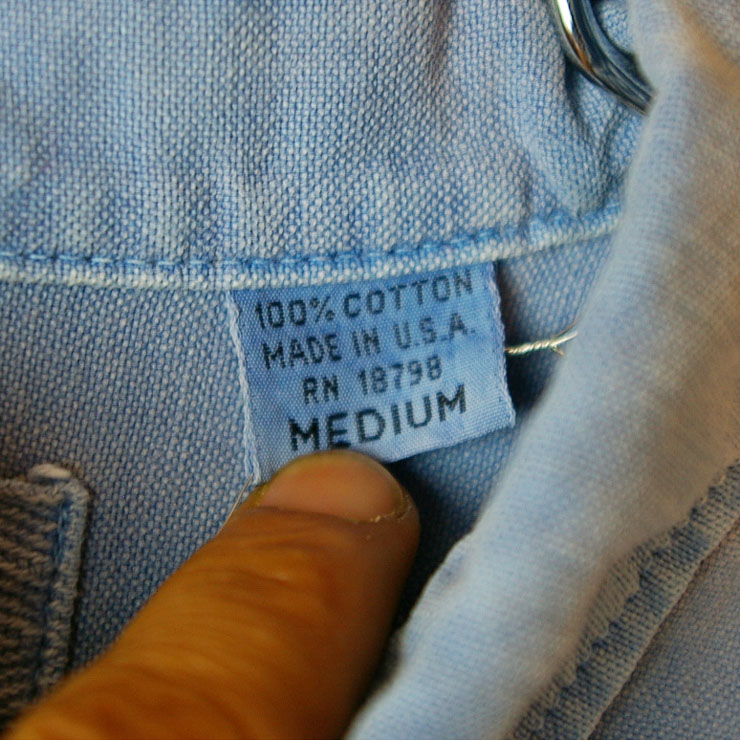 100% COTTON
MADE IN U.S.A.
RN 18798
MEDIUM